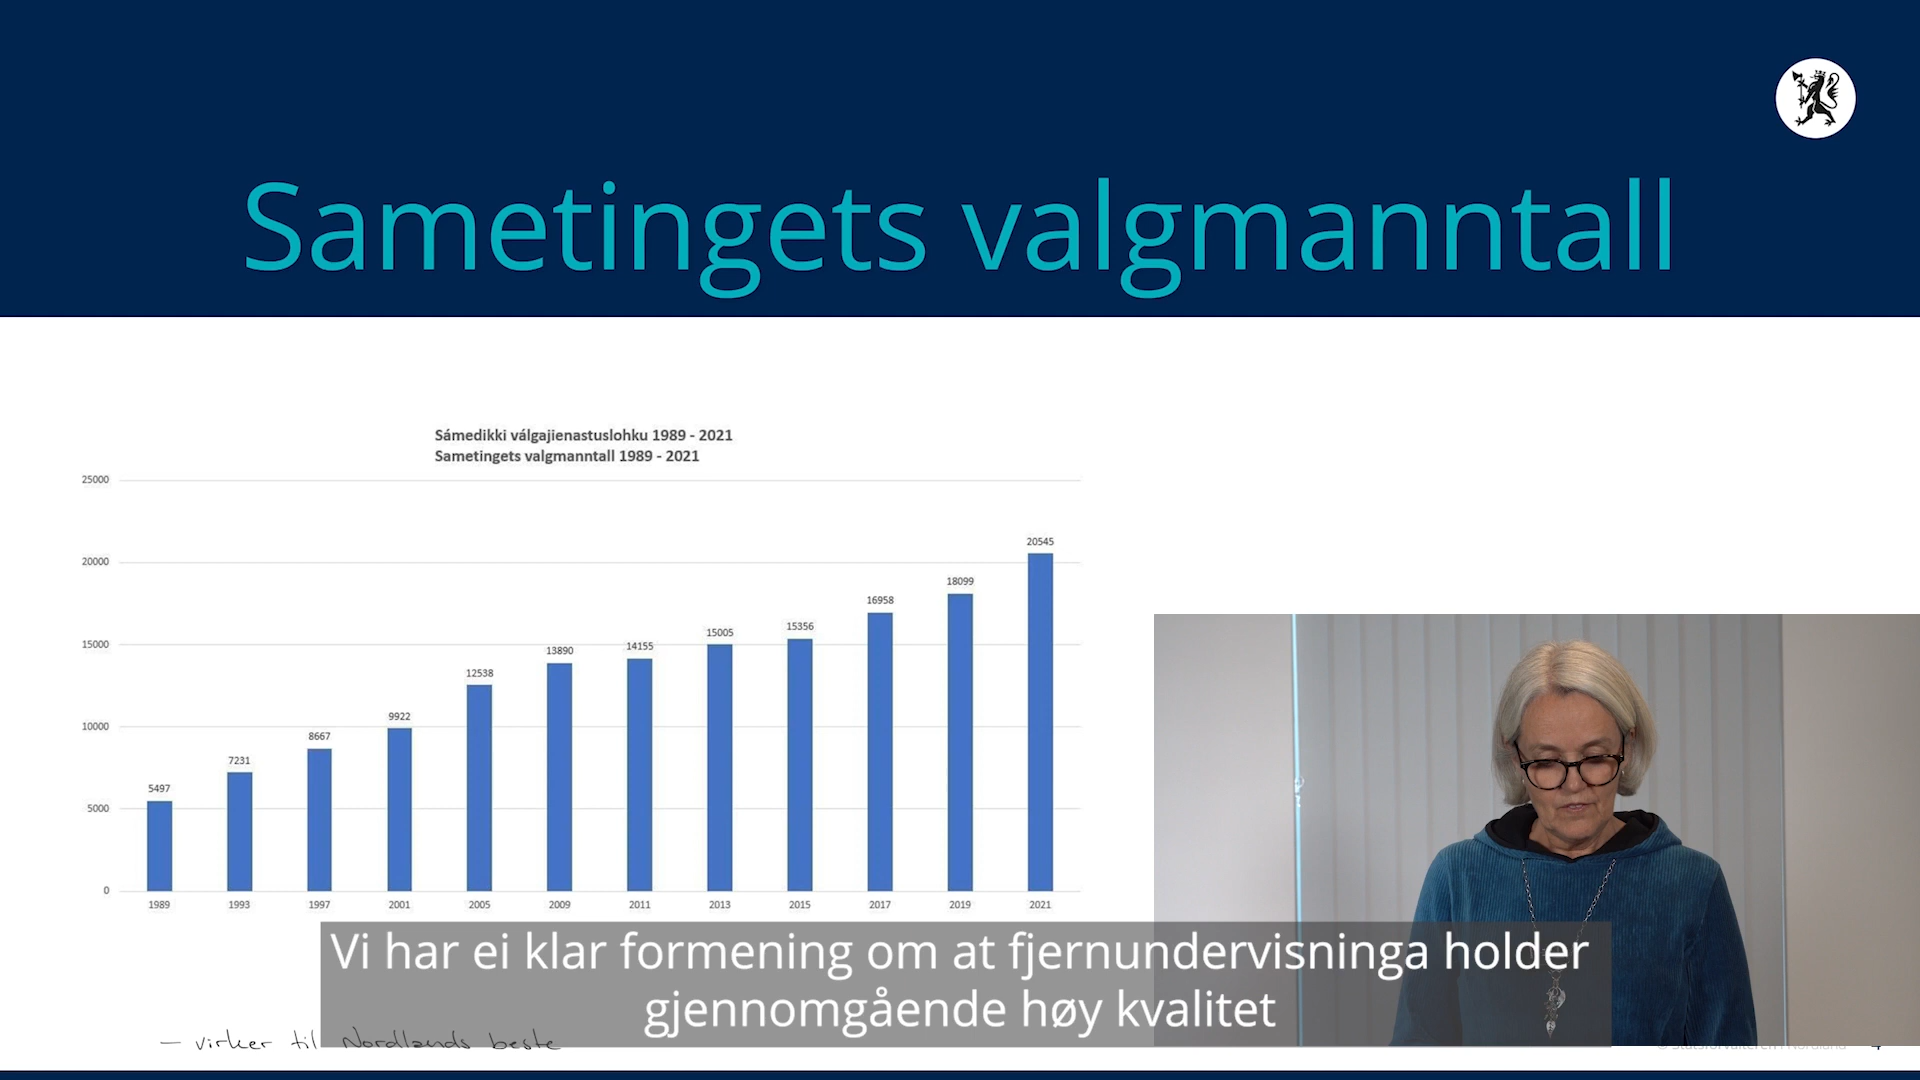 Sametingets valgmanntall
Sámedikki válgajienastuslohku 1989 - 2021
Sametingets valgmanntall 1989 - 2021
25000
20000
15000
10000
5000
0
5497
7231
8667
9922
12538
13890
14155
15005
15356
16958
18099
20545
1989 1993 1997 2001 2005 2009 2011 2013 2015 2017 2019 2021
Vi har ei klar formening om at fjernundervisninga holder
gjennomgående høy kvalitet
– virker til Nordlands beste